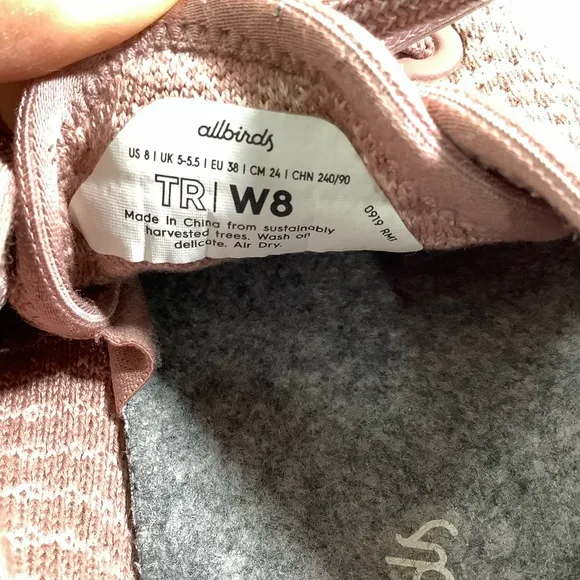 allbirds
US 8 | UK 5-5.5 | EU 38 | CM 24 | CHN 240/90
TR | W8
Made In China from sustainably
harvested trees. Wash on
delicate. Air Dry.
0919 RM1